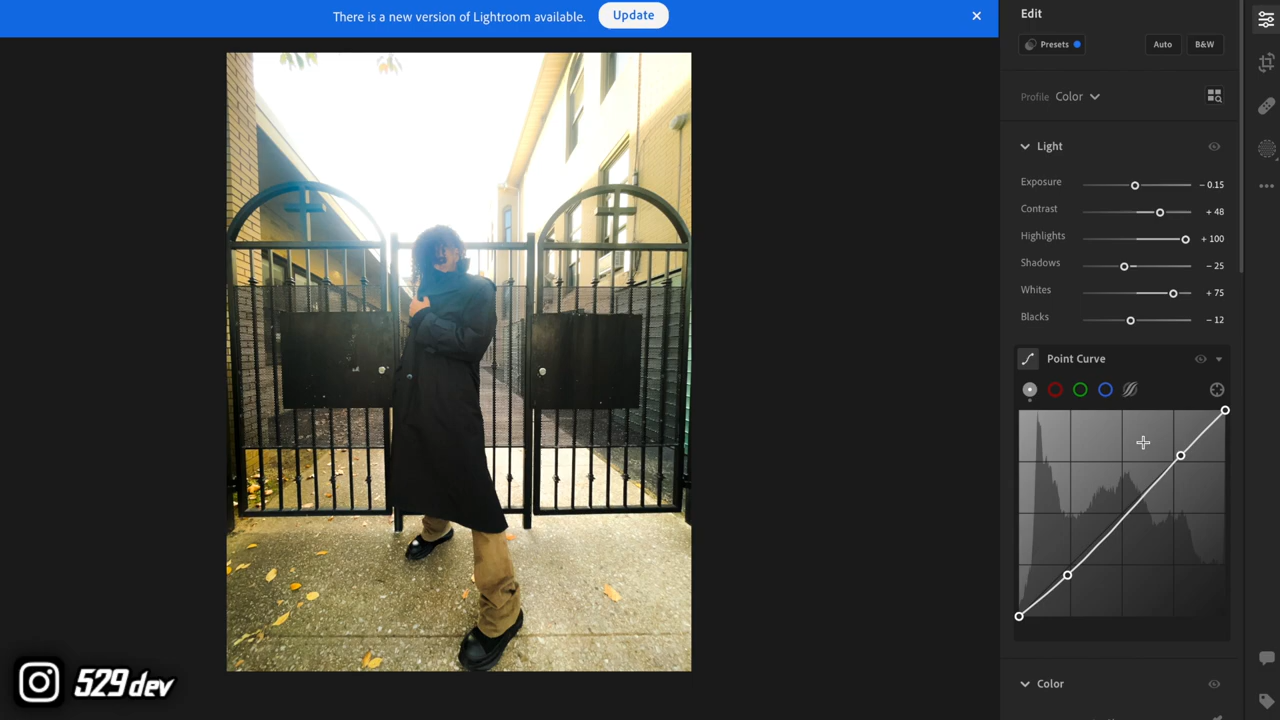 There is a new version of Lightroom available. Update
Edit
Presets Auto B&W
Profile Color
Light
Exposure − 0.15
Contrast + 48
Highlights + 100
Shadows − 25
Whites + 75
Blacks − 12
Point Curve
Color
529dev